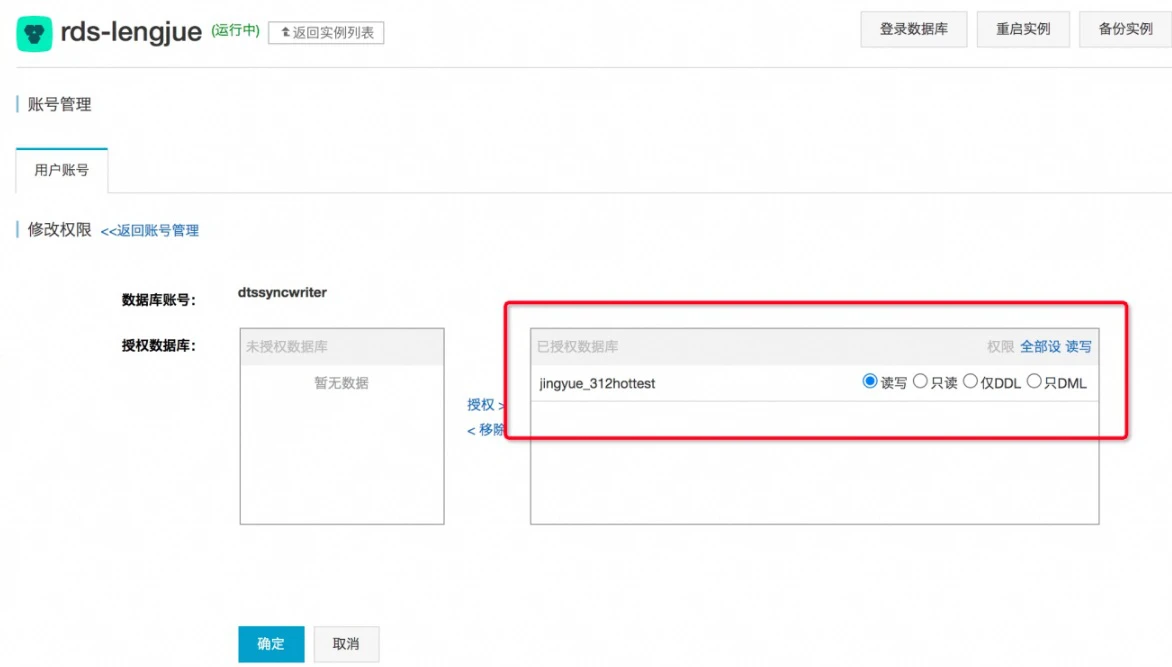 rds-lengjue (运行中) 返回实例列表 登录数据库 重启实例 备份实例
账号管理
用户账号
修改权限 <<返回账号管理
数据库账号： dtssyncwriter
授权数据库： 未授权数据库 已授权数据库 权限 全部设 读写
暂无数据 jingyue_312hottest 读写 只读 仅DDL 只DML
授权 >
< 移除
确定 取消